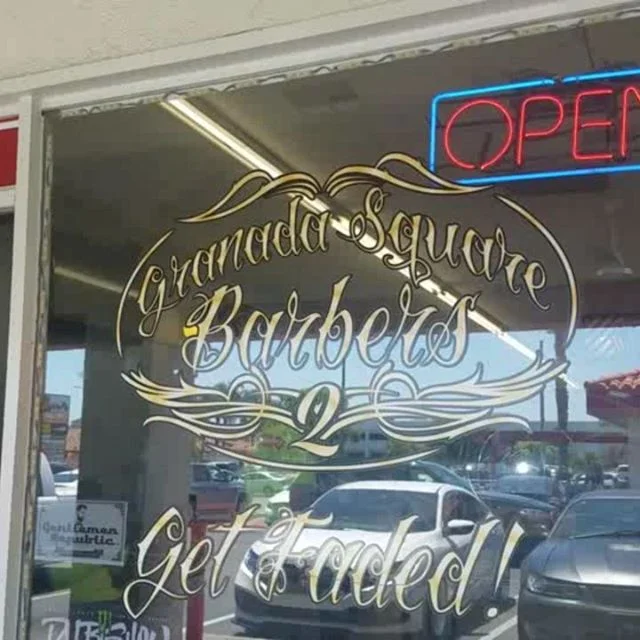 OPEN
Granada Square
Barbers
2
Get Faded!
Gentlemen
Republic